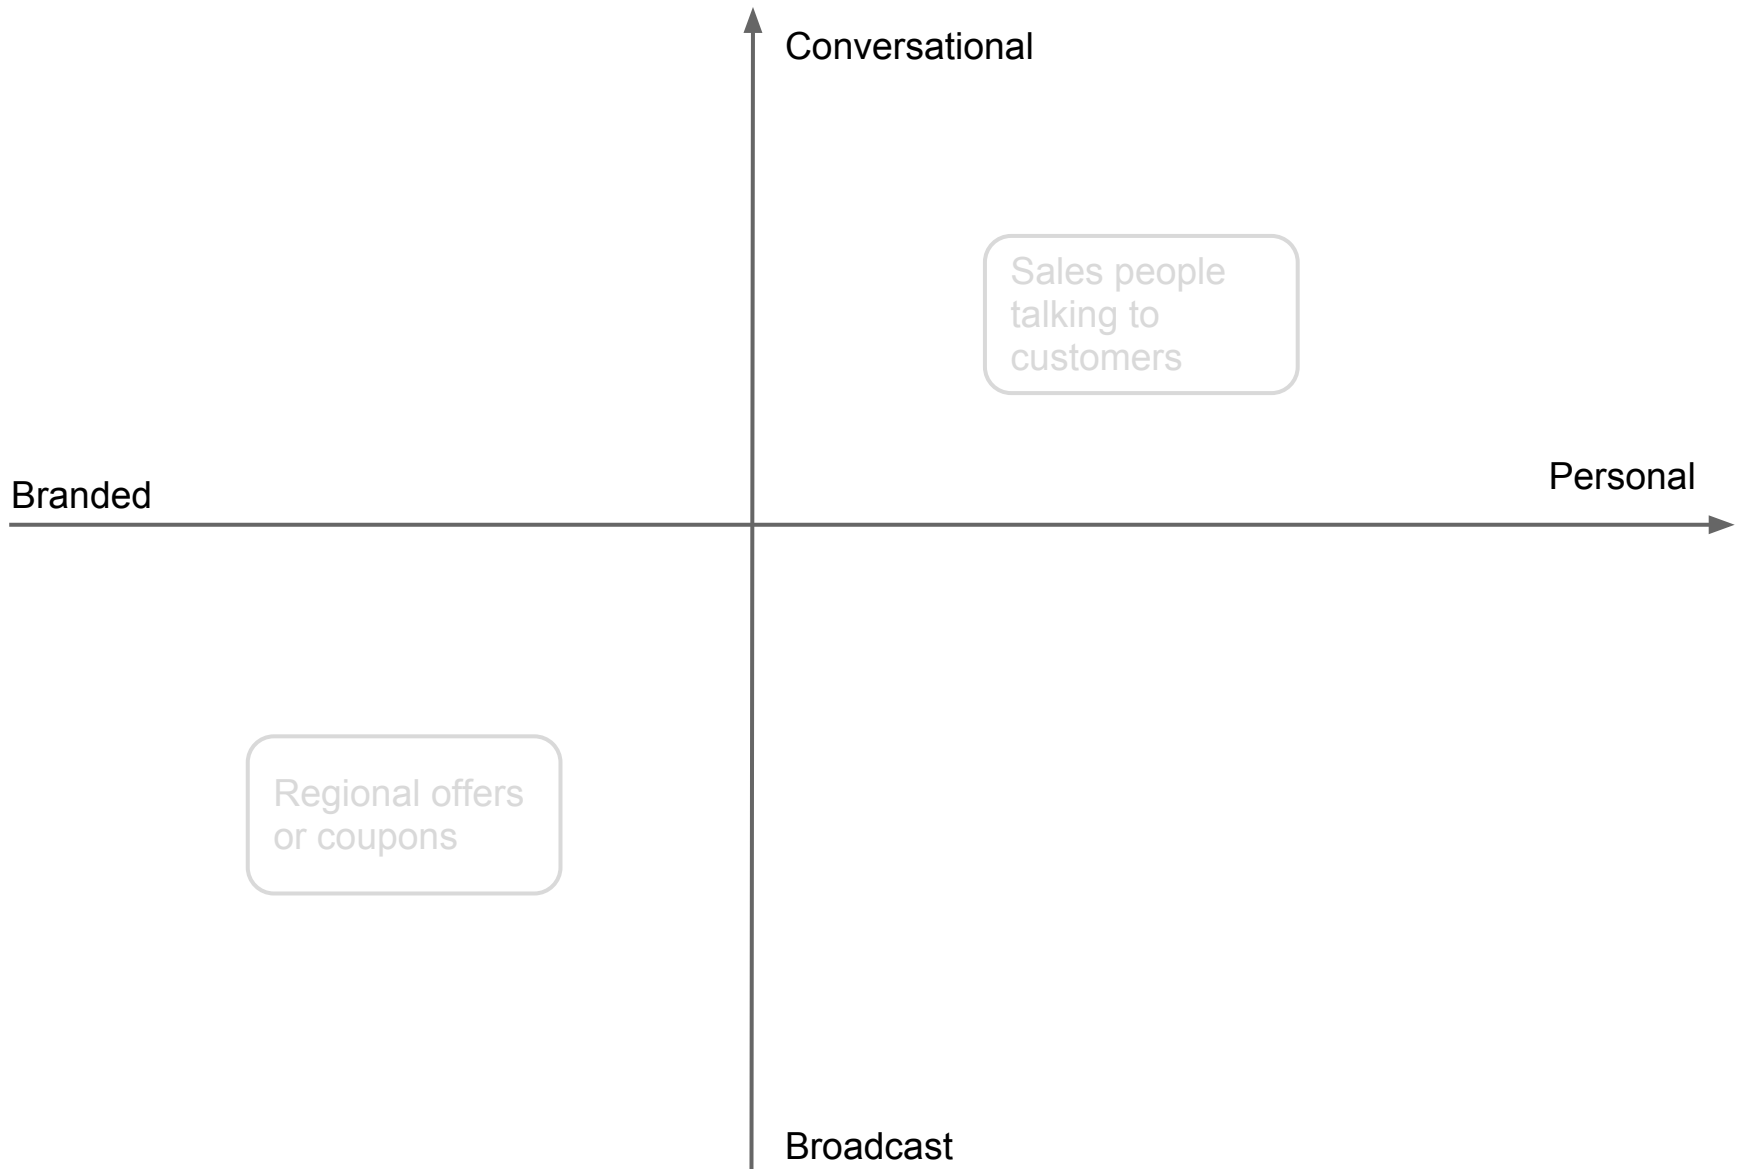 Conversational
Sales people
talking to
customers
Branded
Personal
Regional offers
or coupons
Broadcast